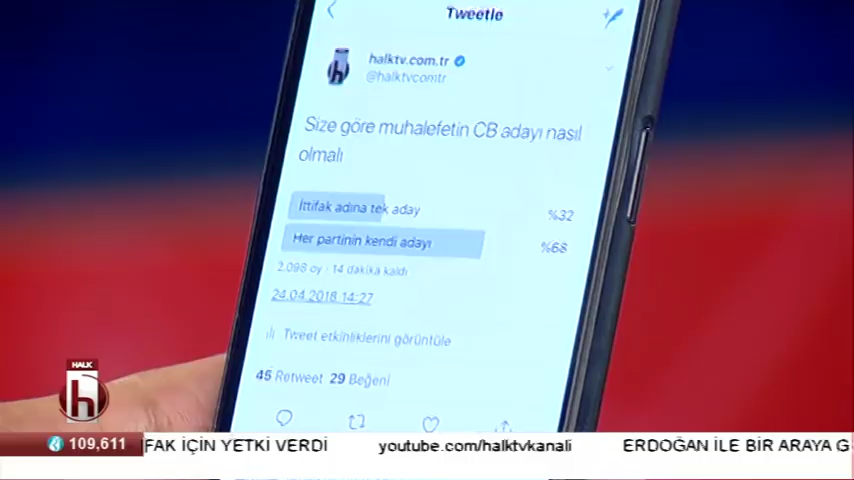 Tweetle
halktv.com.tr
@halktvcomtr
Size göre muhalefetin CB adayı nasıl
olmalı
İttifak adına tek aday %32
Her partinin kendi adayı %68
2.098 oy · 14 dakika kaldı
24.04.2018 14:27
Tweet etkinliklerini görüntüle
45 Retweet 29 Beğeni
HALK
h
109,611 FAK İÇİN YETKİ VERDİ youtube.com/halktvkanali ERDOĞAN İLE BİR ARAYA G